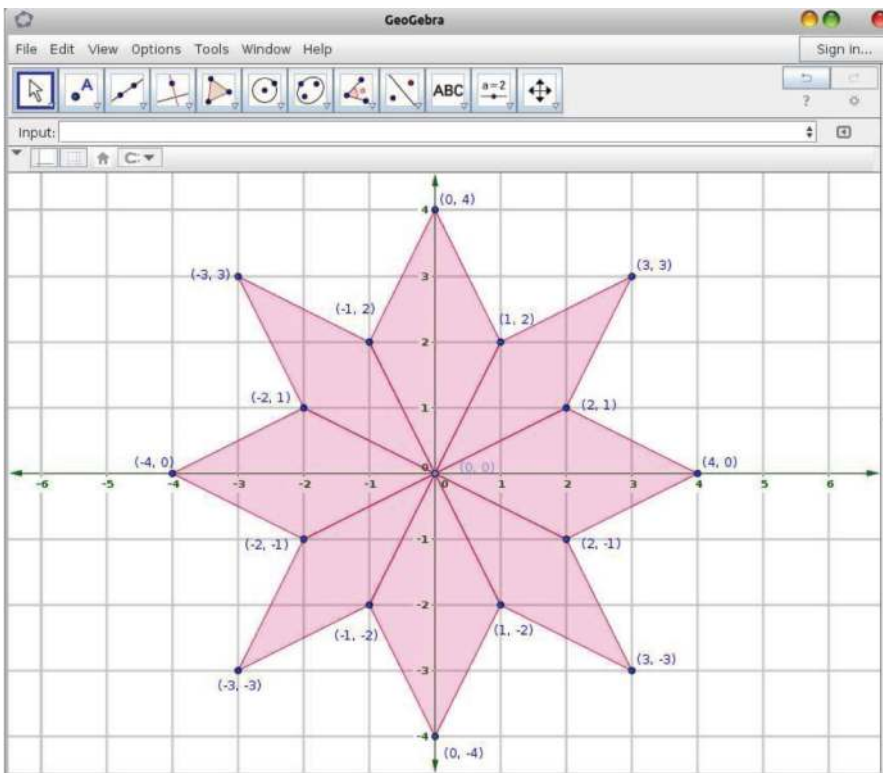 GeoGebra
File Edit View Options Tools Window Help
Sign in...
A ABC a=2
?
Input:
(0, 4)
4
(-3, 3) 3 (3, 3)
(-1, 2) (1, 2)
2
(-2, 1) 1 (2, 1)
(-4, 0) 0 (0, 0) (4, 0)
-6 -5 -4 -3 -2 -1 0 1 2 3 4 5 6
(-2, -1) -1 (2, -1)
-2
(-1, -2) (1, -2)
(-3, -3) -3 (3, -3)
-4
(0, -4)